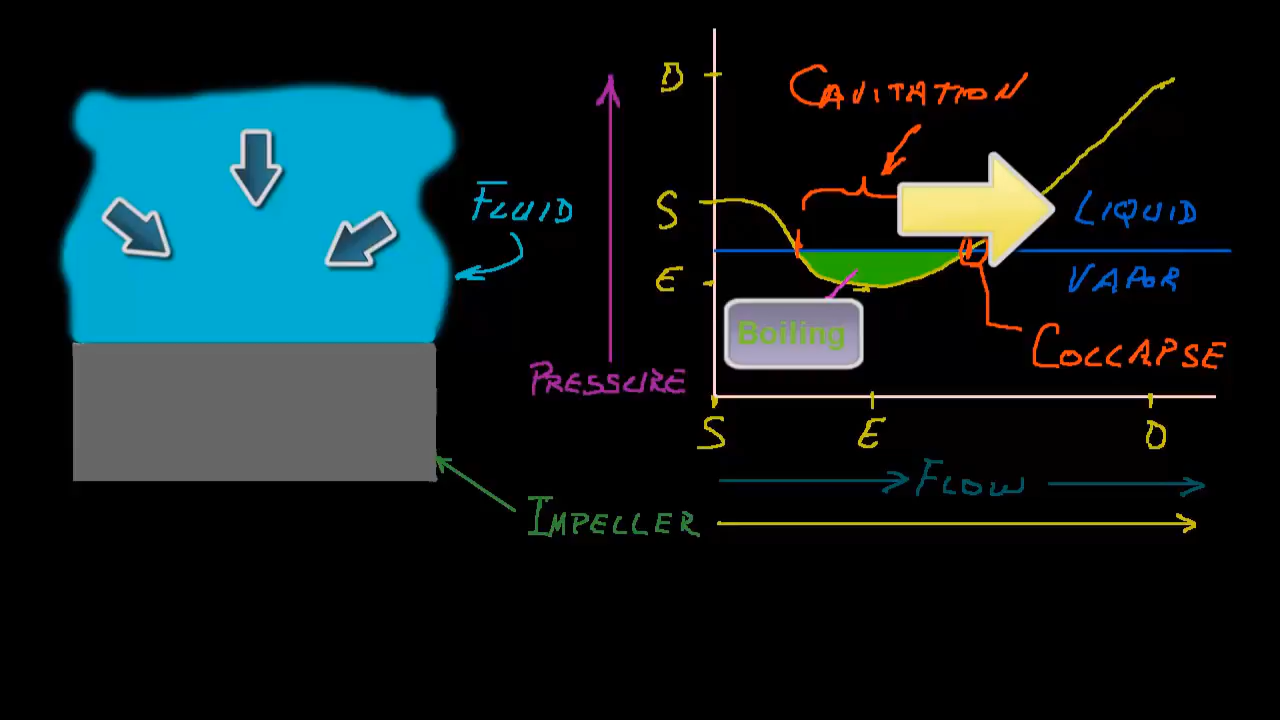 D
CAVITATION
S
LIQUID
FLUID
E
VAPOR
Boiling
COLLAPSE
PRESSURE
S
E
D
FLOW
IMPELLER